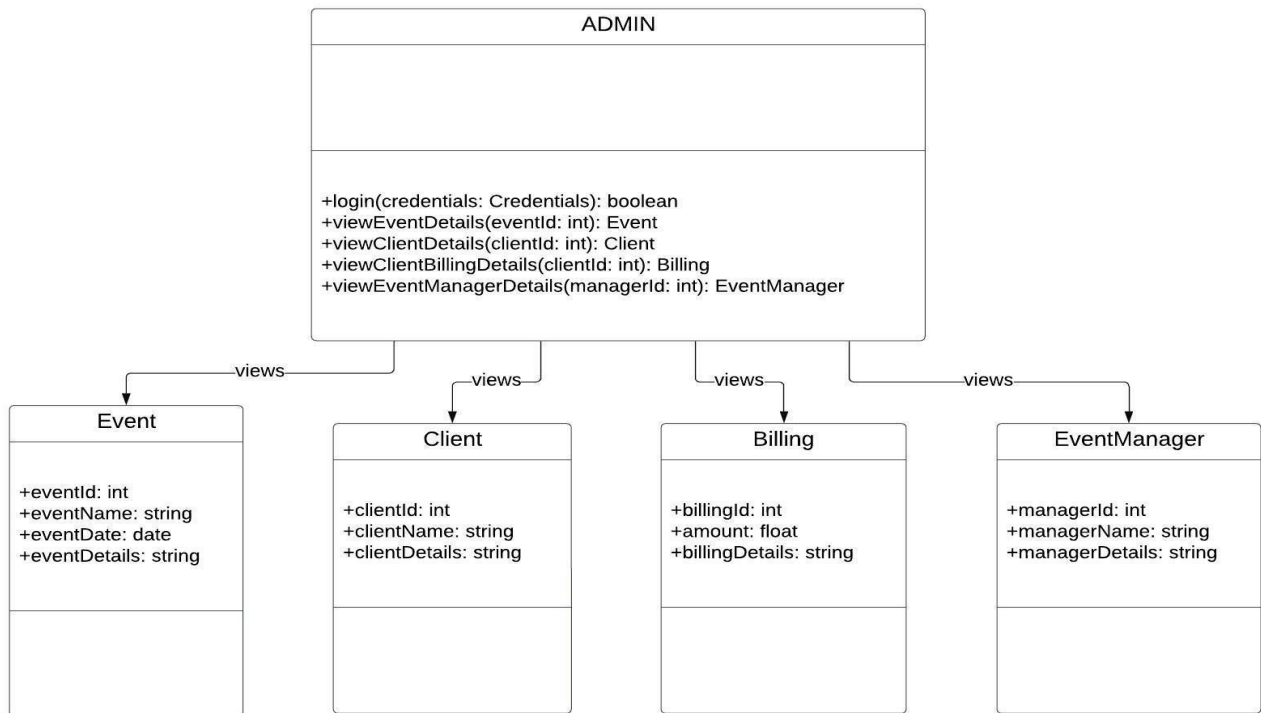 ADMIN
+login(credentials: Credentials): boolean
+viewEventDetails(eventId: int): Event
+viewClientDetails(clientId: int): Client
+viewClientBillingDetails(clientId: int): Billing
+viewEventManagerDetails(managerId: int): EventManager
views
views
views
views
Event
+eventId: int
+eventName: string
+eventDate: date
+eventDetails: string
Client
+clientId: int
+clientName: string
+clientDetails: string
Billing
+billingId: int
+amount: float
+billingDetails: string
EventManager
+managerId: int
+managerName: string
+managerDetails: string